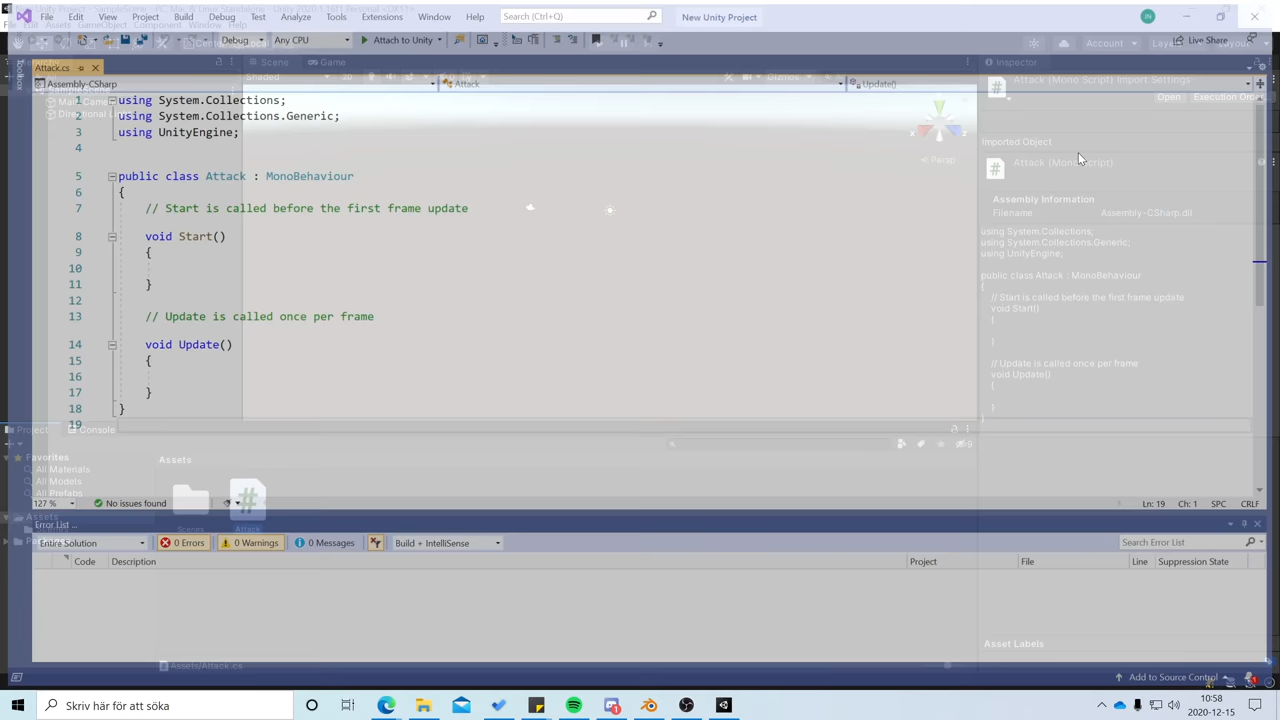 File Edit View Git Project Build Debug Test Analyze Tools Extensions Window Help Search (Ctrl+Q) New Unity Project IN
Debug Any CPU Attach to Unity Live Share
Account
Attack.cs
Scene Game Inspector
Toolbox
Shaded Gizmos
Assembly-CSharp Attack Update()
Attack (Mono Script) Import Settings
Open Execution Order
1 using System.Collections;
2 using System.Collections.Generic;
3 using UnityEngine;
4
5 public class Attack : MonoBehaviour
6 {
7 // Start is called before the first frame update
8 void Start()
9 {
10
11 }
12
13 // Update is called once per frame
14 void Update()
15 {
16
17 }
18 }
19
x z
Persp
Imported Object
Attack (Mono Script)
Assembly Information
Filename Assembly-CSharp.dll
using System.Collections;
using System.Collections.Generic;
using UnityEngine;
public class Attack : MonoBehaviour
{
// Start is called before the first frame update
void Start()
{
}
// Update is called once per frame
void Update()
{
}
}
Project Console
9
Favorites
All Materials
All Models
All Prefabs
Assets
Assets
Scenes Attack
127 % No issues found Ln: 19 Ch: 1 SPC CRLF
Error List ...
Entire Solution 0 Errors 0 Warnings 0 Messages Build + IntelliSense Search Error List
Code Description Project File Line Suppression State
Asset Labels
Assets/Attack.cs
Add to Source Control
Skriv här för att söka
10:58
2020-12-15